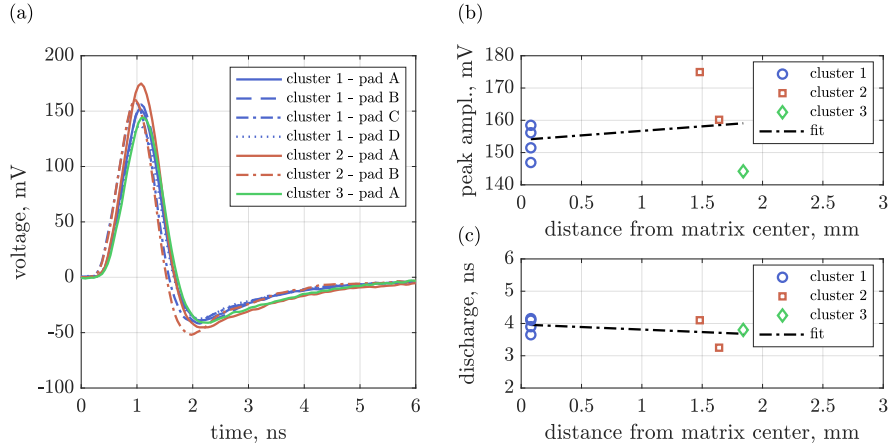 (a)
200
150
100
50
0
-50
-100
0 1 2 3 4 5 6
voltage, mV
time, ns
cluster 1 - pad A
cluster 1 - pad B
cluster 1 - pad C
cluster 1 - pad D
cluster 2 - pad A
cluster 2 - pad B
cluster 3 - pad A
(b)
180
170
160
150
140
0 0.5 1 1.5 2 2.5 3
peak ampl., mV
distance from matrix center, mm
cluster 1
cluster 2
cluster 3
fit
(c)
6
5
4
3
2
0 0.5 1 1.5 2 2.5 3
discharge, ns
distance from matrix center, mm
cluster 1
cluster 2
cluster 3
fit